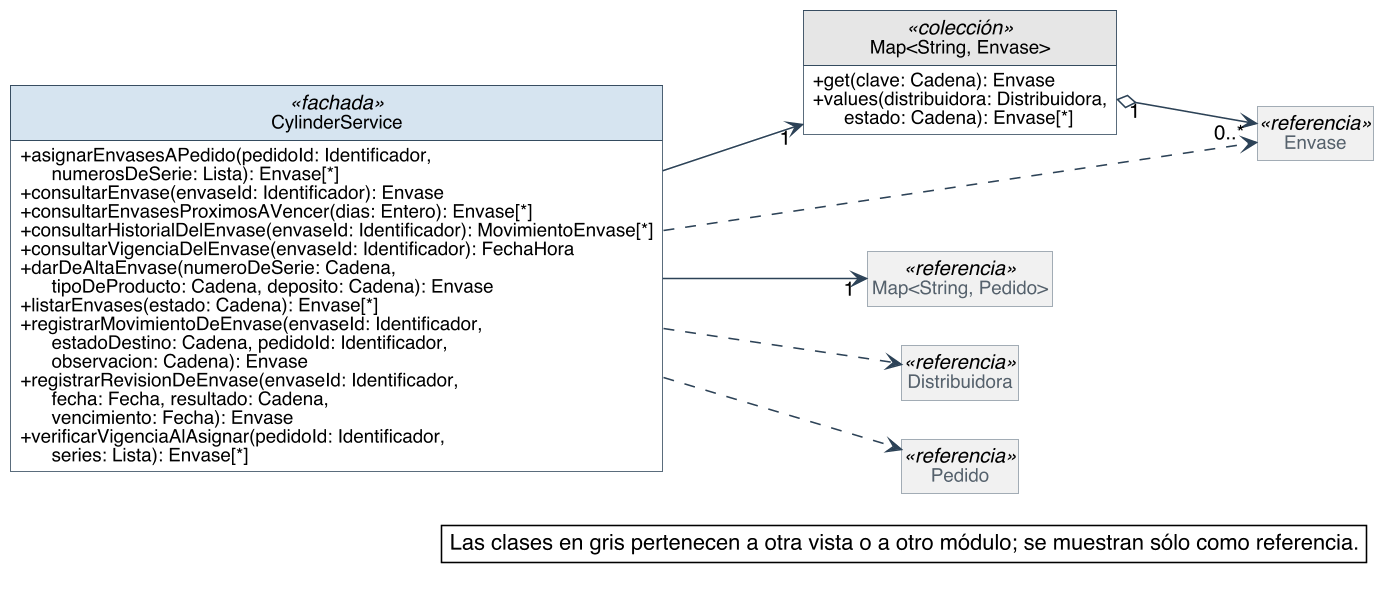 «fachada»
CylinderService
+asignarEnvasesAPedido(pedidoId: Identificador,
numerosDeSerie: Lista): Envase[*]
+consultarEnvase(envaseId: Identificador): Envase
+consultarEnvasesProximosAVencer(dias: Entero): Envase[*]
+consultarHistorialDelEnvase(envaseId: Identificador): MovimientoEnvase[*]
+consultarVigenciaDelEnvase(envaseId: Identificador): FechaHora
+darDeAltaEnvase(numeroDeSerie: Cadena,
tipoDeProducto: Cadena, deposito: Cadena): Envase
+listarEnvases(estado: Cadena): Envase[*]
+registrarMovimientoDeEnvase(envaseId: Identificador,
estadoDestino: Cadena, pedidoId: Identificador,
observacion: Cadena): Envase
+registrarRevisionDeEnvase(envaseId: Identificador,
fecha: Fecha, resultado: Cadena,
vencimiento: Fecha): Envase
+verificarVigenciaAlAsignar(pedidoId: Identificador,
series: Lista): Envase[*]
1
«colección»
Map<String, Envase>
+get(clave: Cadena): Envase
+values(distribuidora: Distribuidora,
estado: Cadena): Envase[*]
1
0..*
«referencia»
Envase
1
«referencia»
Map<String, Pedido>
«referencia»
Distribuidora
«referencia»
Pedido
Las clases en gris pertenecen a otra vista o a otro módulo; se muestran sólo como referencia.